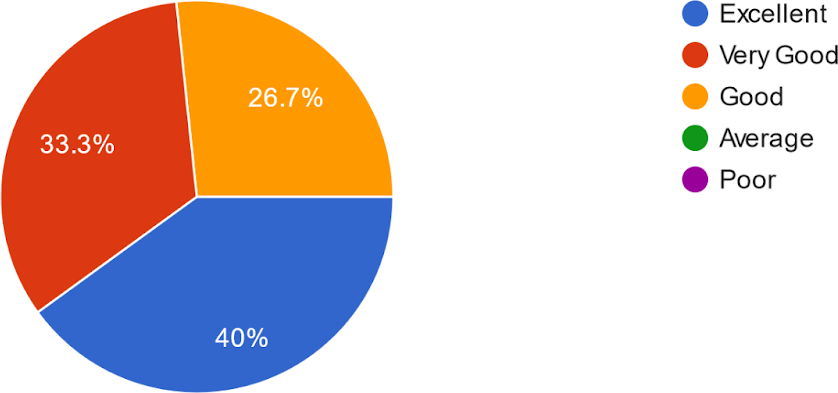 26.7%
33.3%
40%
Excellent
Very Good
Good
Average
Poor